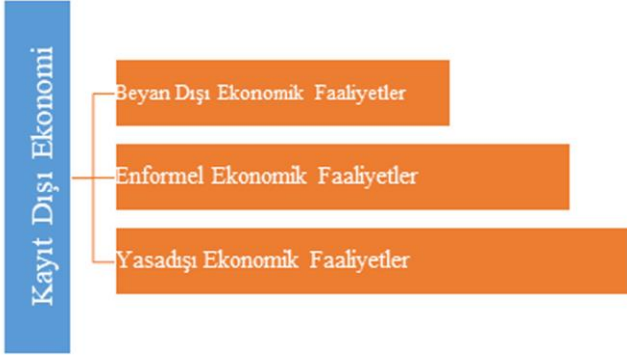 Kayıt Dışı Ekonomi
Beyan Dışı Ekonomik Faaliyetler
Enformel Ekonomik Faaliyetler
Yasadışı Ekonomik Faaliyetler